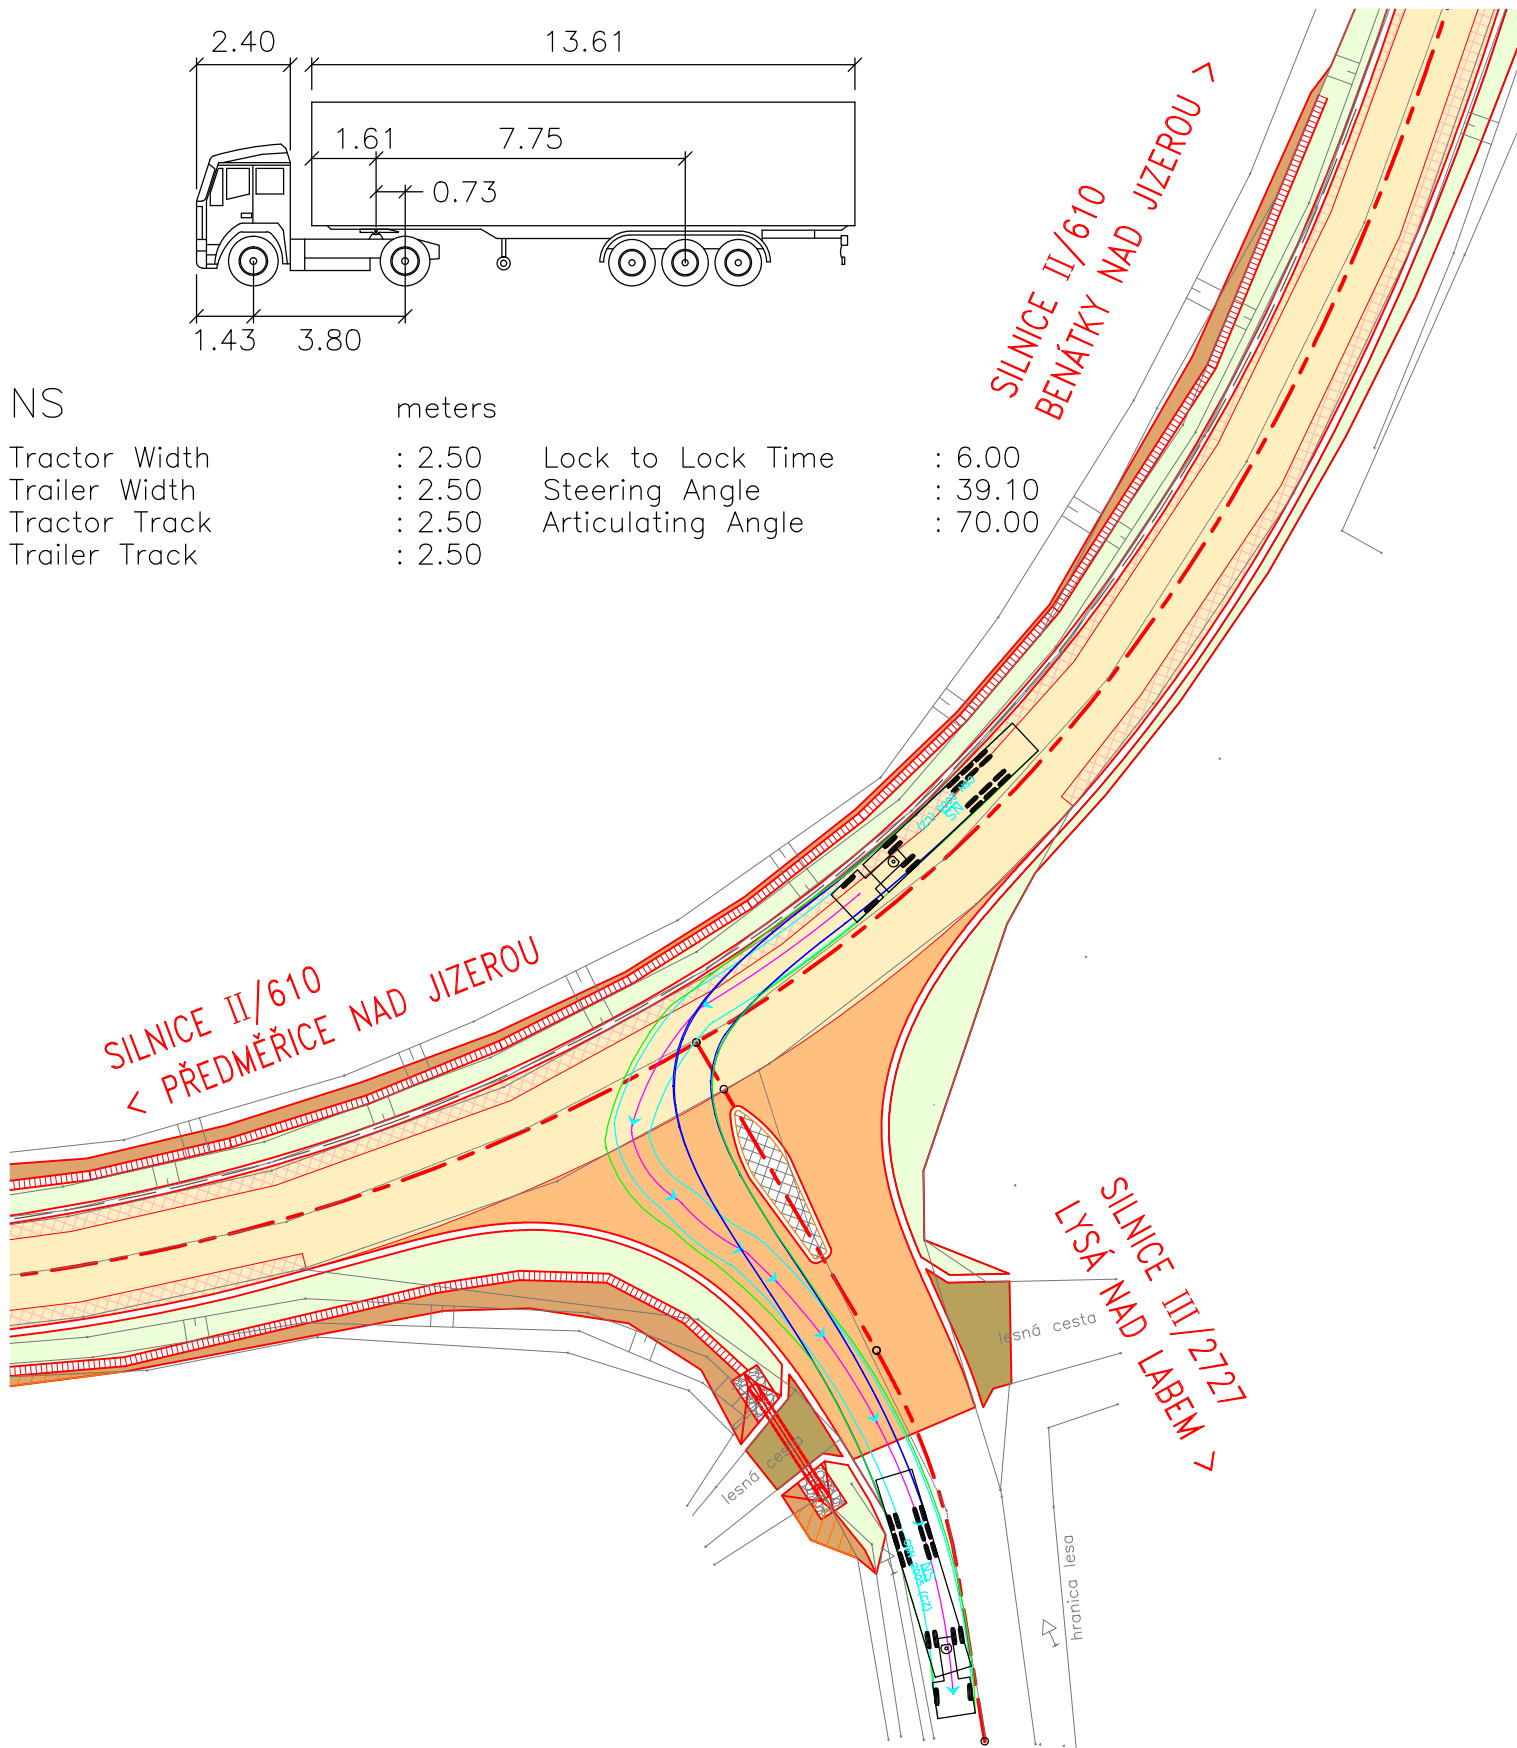 2.40
13.61
1.61
7.75
0.73
1.43
3.80
NS
meters
Tractor Width : 2.50
Lock to Lock Time : 6.00
Trailer Width : 2.50
Steering Angle : 39.10
Tractor Track : 2.50
Articulating Angle : 70.00
Trailer Track : 2.50
SILNICE II/610
BENÁTKY NAD JIZEROU >
SILNICE II/610
< PŘEDMĚŘICE NAD JIZEROU
SILNICE III/2727
LYSÁ NAD LABEM >
NS
lesná cesta
lesná cesta
NS
hranica lesa